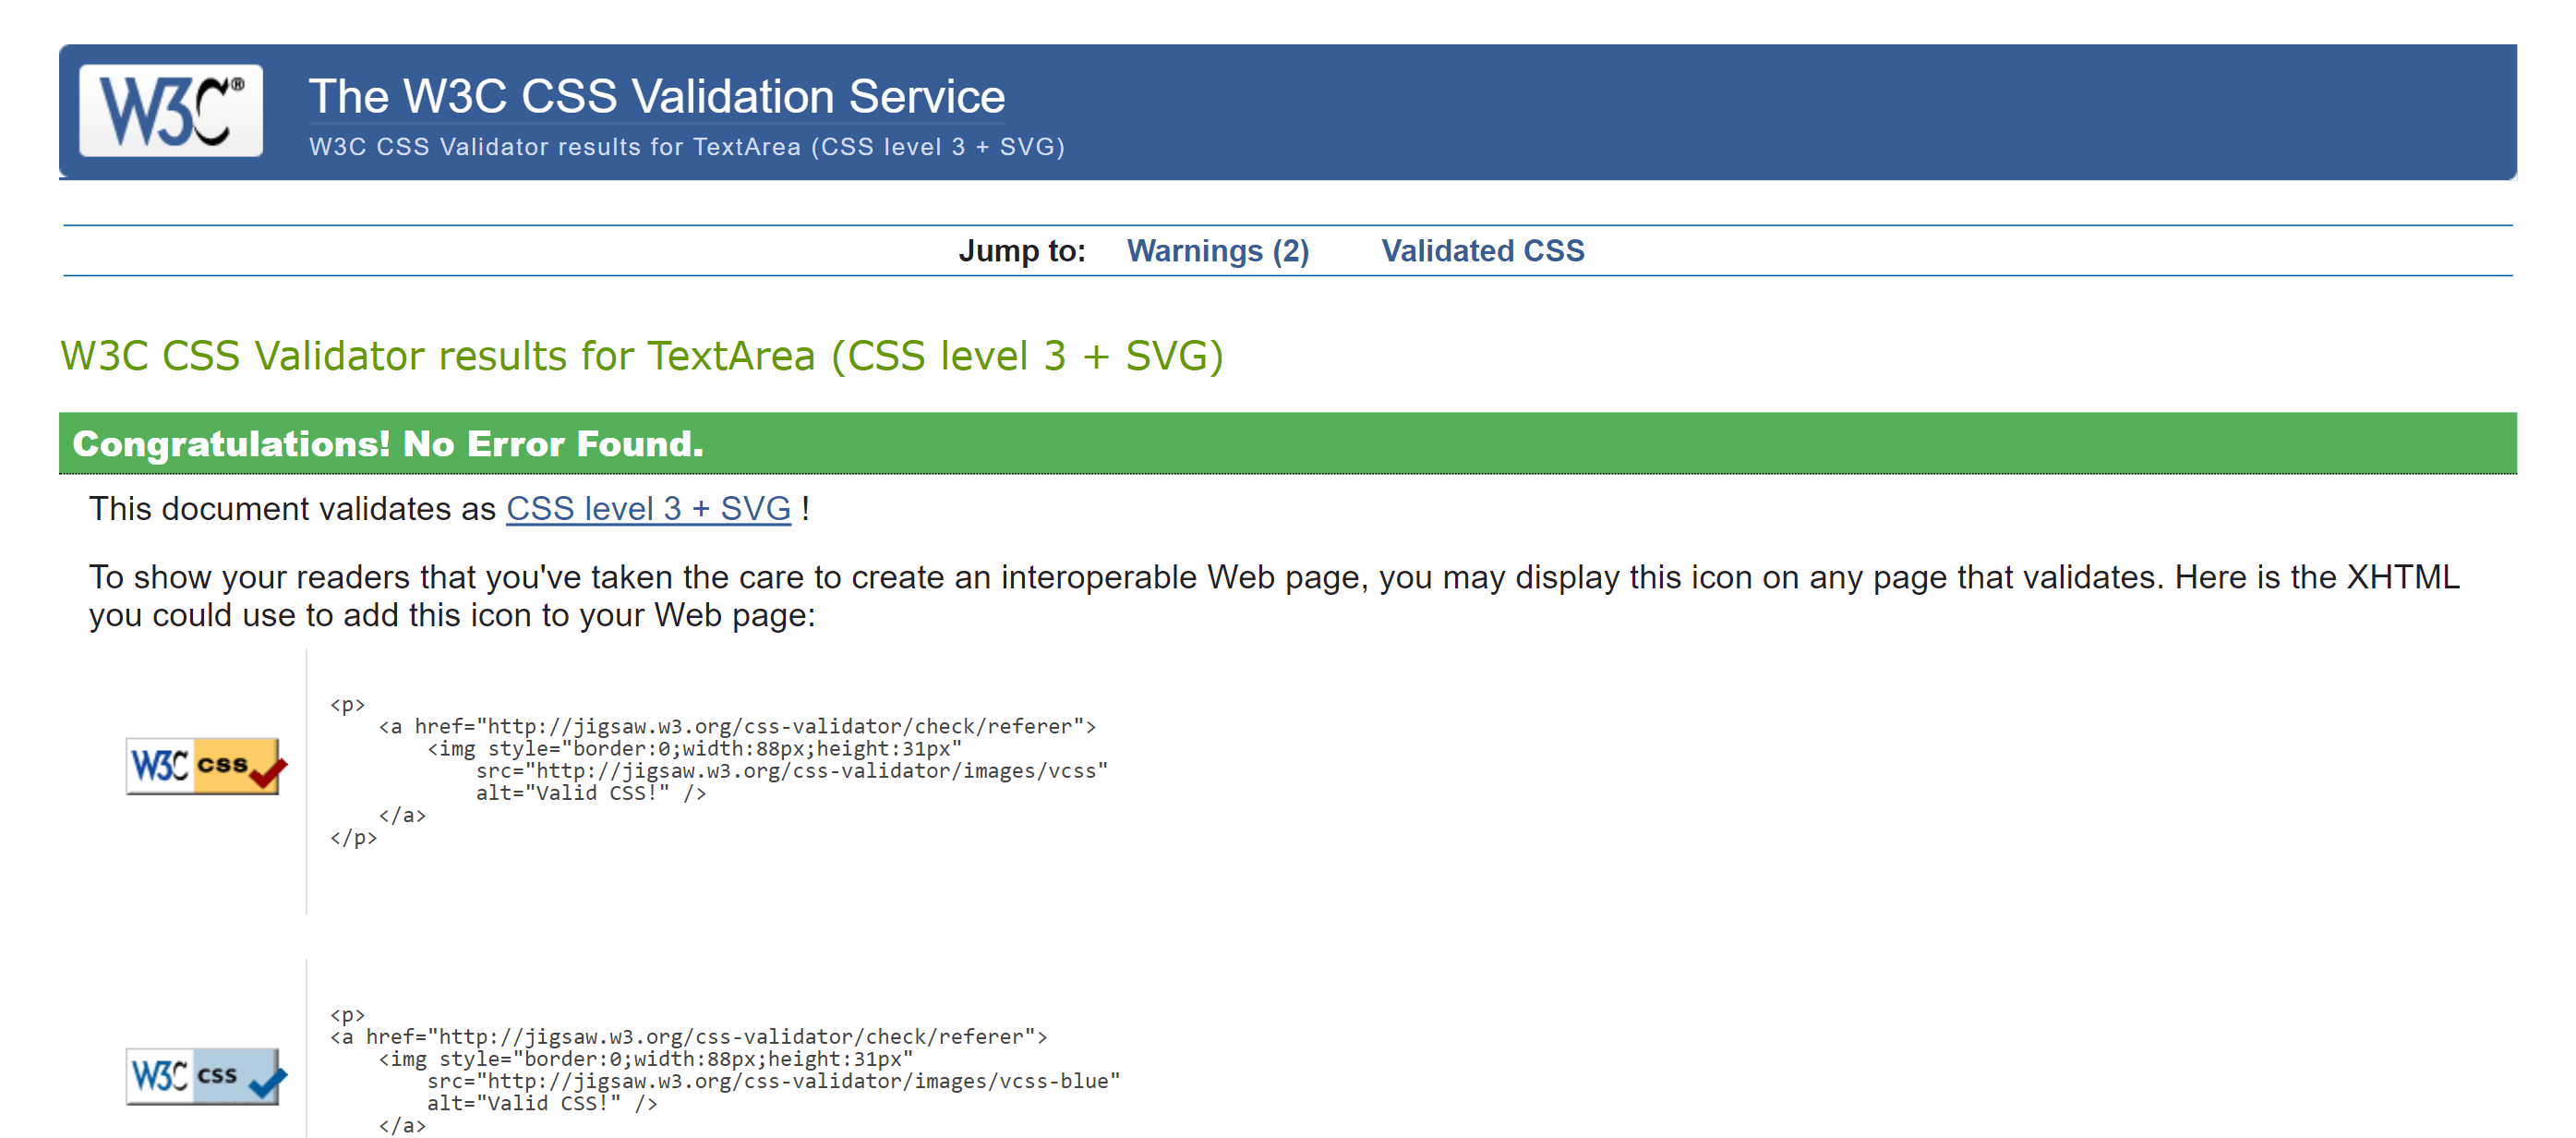 W3C®
The W3C CSS Validation Service
W3C CSS Validator results for TextArea (CSS level 3 + SVG)
Jump to: Warnings (2) Validated CSS
W3C CSS Validator results for TextArea (CSS level 3 + SVG)
Congratulations! No Error Found.
This document validates as CSS level 3 + SVG !
To show your readers that you've taken the care to create an interoperable Web page, you may display this icon on any page that validates. Here is the XHTML
you could use to add this icon to your Web page:
W3C css
<p>
    <a href="http://jigsaw.w3.org/css-validator/check/referer">
        <img style="border:0;width:88px;height:31px"
            src="http://jigsaw.w3.org/css-validator/images/vcss"
            alt="Valid CSS!" />
    </a>
</p>
W3C css
<p>
<a href="http://jigsaw.w3.org/css-validator/check/referer">
    <img style="border:0;width:88px;height:31px"
        src="http://jigsaw.w3.org/css-validator/images/vcss-blue"
        alt="Valid CSS!" />
    </a>